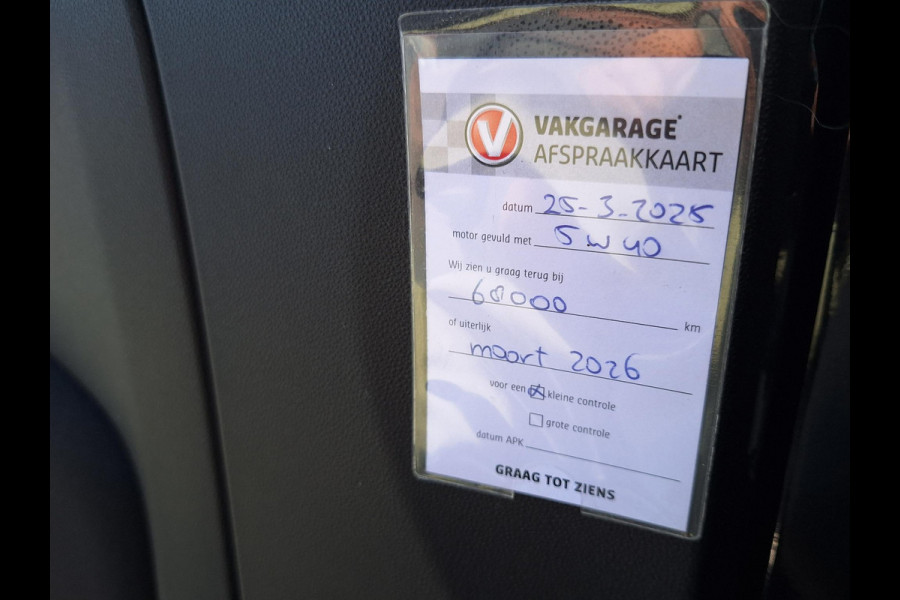 V VAKGARAGE*
AFSPRAAKKAART
datum 25-3-2025
motor gevuld met 5w40
Wij zien u graag terug bij
60000 km
of uiterlijk
maart 2026
voor een kleine controle
grote controle
datum APK
GRAAG TOT ZIENS